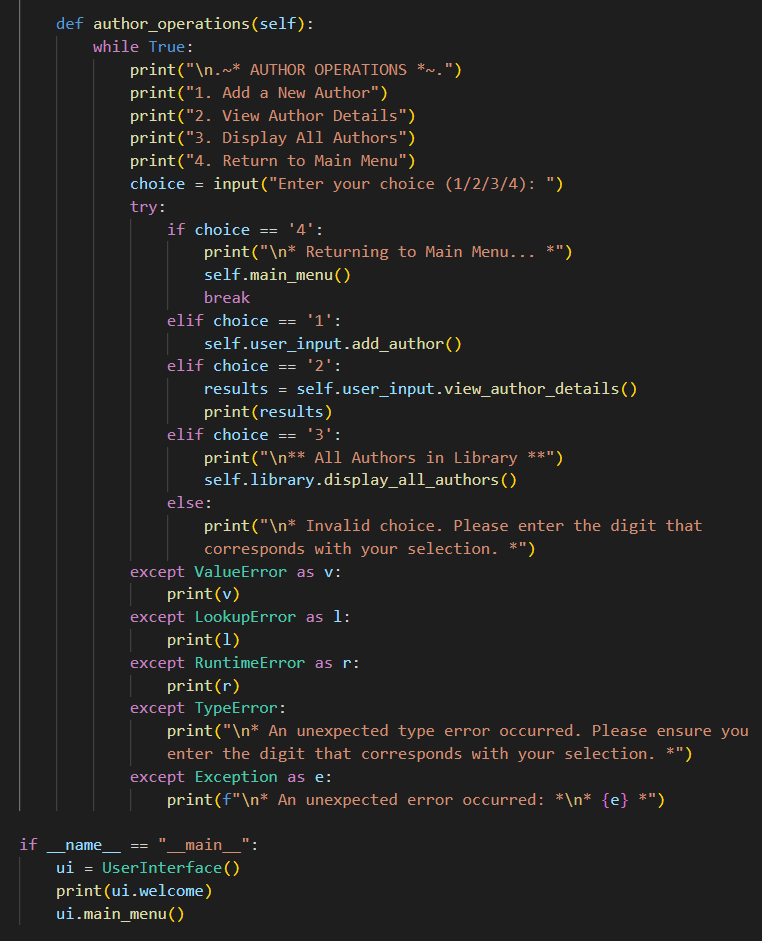 def author_operations(self):
        while True:
            print("\n.~* AUTHOR OPERATIONS *~.")
            print("1. Add a New Author")
            print("2. View Author Details")
            print("3. Display All Authors")
            print("4. Return to Main Menu")
            choice = input("Enter your choice (1/2/3/4): ")
            try:
                if choice == '4':
                    print("\n* Returning to Main Menu... *")
                    self.main_menu()
                    break
                elif choice == '1':
                    self.user_input.add_author()
                elif choice == '2':
                    results = self.user_input.view_author_details()
                    print(results)
                elif choice == '3':
                    print("\n** All Authors in Library **")
                    self.library.display_all_authors()
                else:
                    print("\n* Invalid choice. Please enter the digit that
                    corresponds with your selection. *")
            except ValueError as v:
                print(v)
            except LookupError as l:
                print(l)
            except RuntimeError as r:
                print(r)
            except TypeError:
                print("\n* An unexpected type error occurred. Please ensure you
                enter the digit that corresponds with your selection. *")
            except Exception as e:
                print(f"\n* An unexpected error occurred: *\n* {e} *")

if __name__ == "__main__":
    ui = UserInterface()
    print(ui.welcome)
    ui.main_menu()